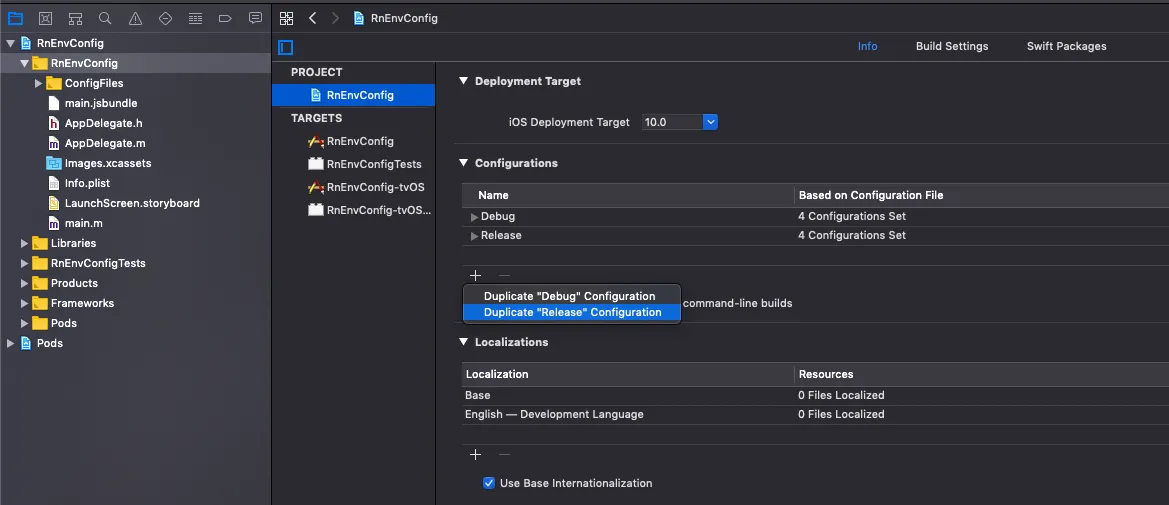 RnEnvConfig
RnEnvConfig
RnEnvConfig
ConfigFiles
main.jsbundle
AppDelegate.h
AppDelegate.m
Images.xcassets
Info.plist
LaunchScreen.storyboard
main.m
Libraries
RnEnvConfigTests
Products
Frameworks
Pods
Pods
Info Build Settings Swift Packages
PROJECT
RnEnvConfig
TARGETS
RnEnvConfig
RnEnvConfigTests
RnEnvConfig-tvOS
RnEnvConfig-tvOS...
Deployment Target
iOS Deployment Target 10.0
Configurations
Name Based on Configuration File
Debug 4 Configurations Set
Release 4 Configurations Set
Duplicate "Debug" Configuration
command-line builds
Duplicate "Release" Configuration
Localizations
Localization Resources
Base 0 Files Localized
English — Development Language 0 Files Localized
Use Base Internationalization